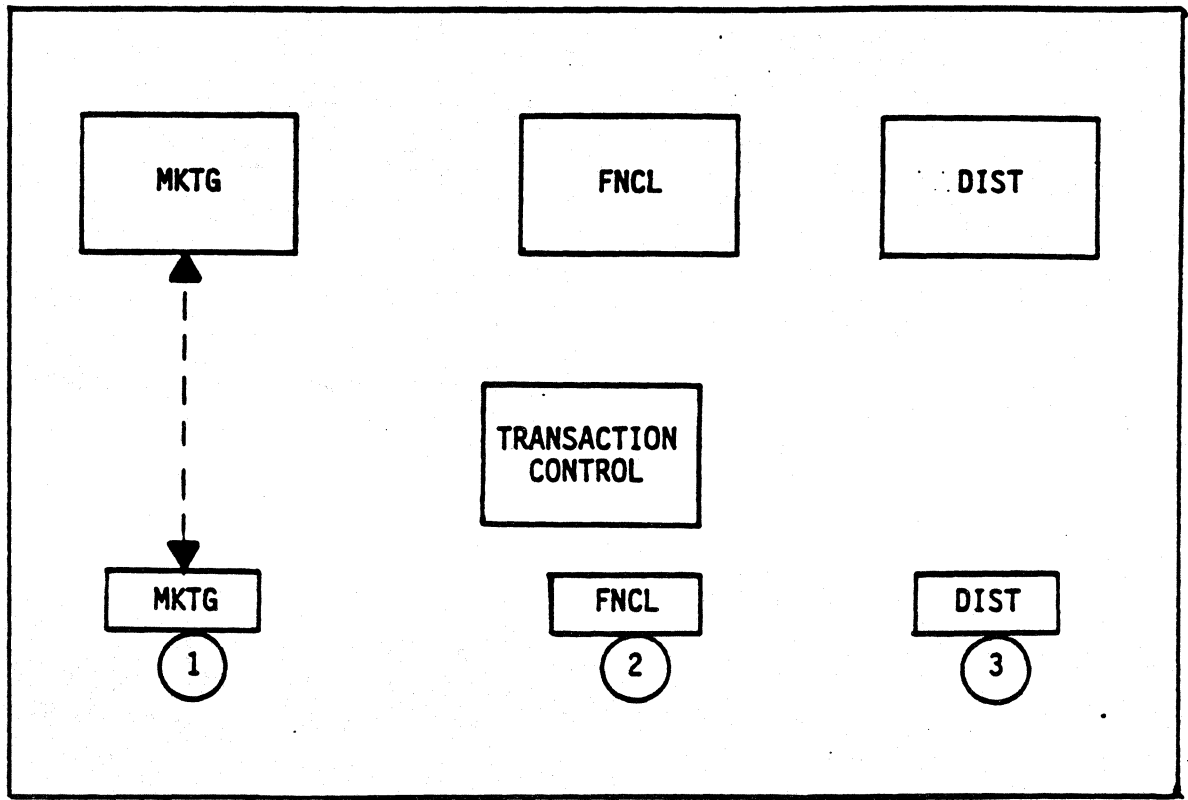 MKTG
FNCL
DIST
TRANSACTION
CONTROL
MKTG
FNCL
DIST
1
2
3